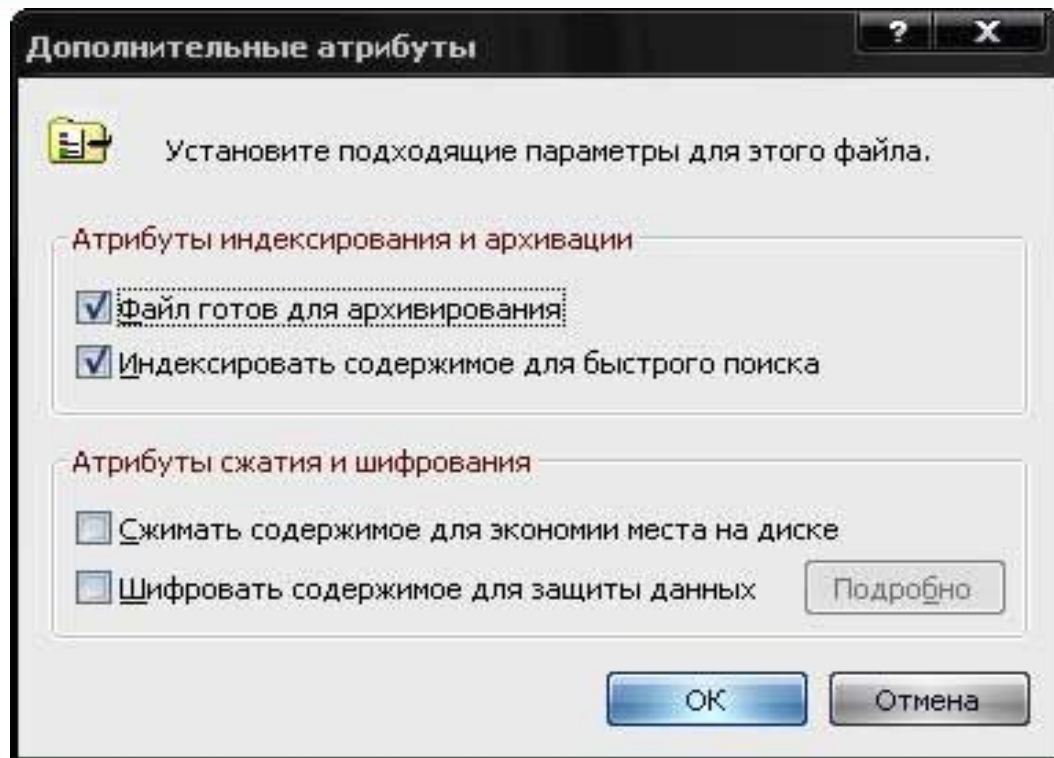 Дополнительные атрибуты
? X
Установите подходящие параметры для этого файла.
Атрибуты индексирования и архивации
Файл готов для архивирования
Индексировать содержимое для быстрого поиска
Атрибуты сжатия и шифрования
Сжимать содержимое для экономии места на диске
Шифровать содержимое для защиты данных Подробно
ОК Отмена